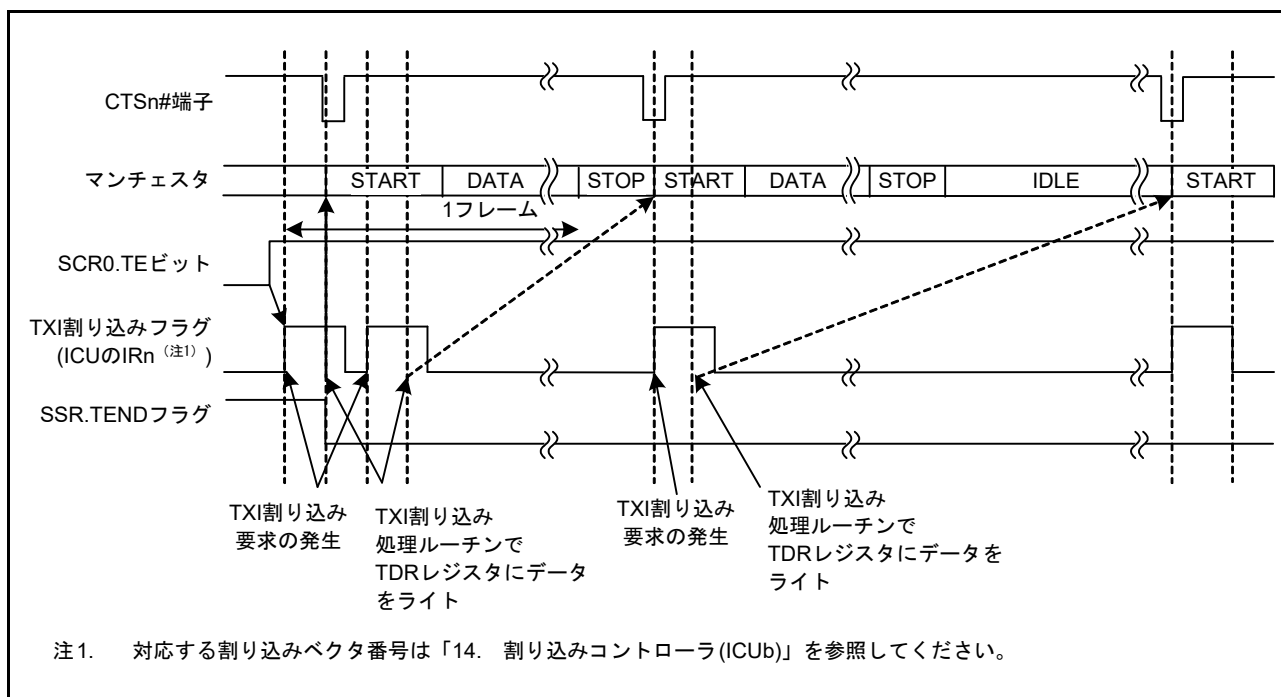 CTSn#端子
マンチェスタ
START
DATA
STOP
START
DATA
STOP
IDLE
START
1フレーム
SCR0.TEビット
TXI割り込みフラグ
(ICUのIRn（注1）)
SSR.TENDフラグ
TXI割り込み
要求の発生
TXI割り込み
処理ルーチンで
TDRレジスタにデータ
をライト
TXI割り込み
要求の発生
TXI割り込み
処理ルーチンで
TDRレジスタにデータを
ライト
注1. 対応する割り込みベクタ番号は「14. 割り込みコントローラ(ICUb)」を参照してください。